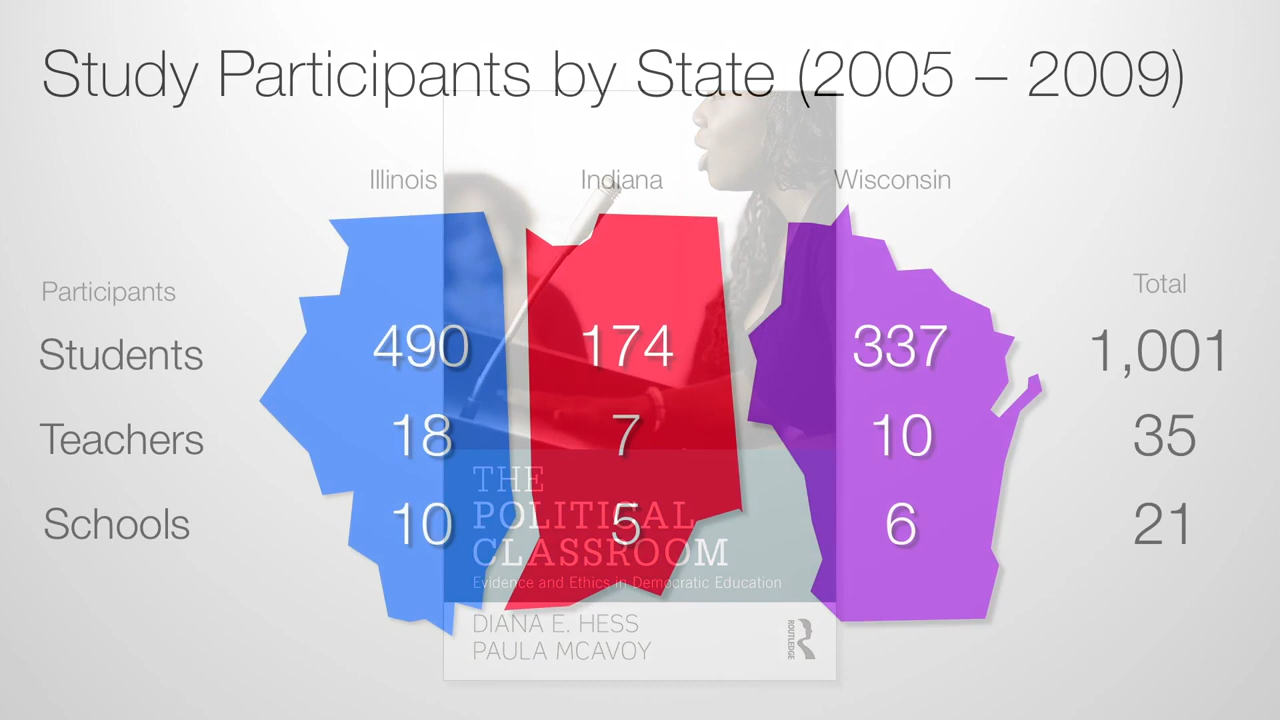 Study Participants by State (2005 – 2009)
Illinois Indiana Wisconsin
Participants Total
Students 490 174 337 1,001
Teachers 18 7 10 35
Schools 10 5 6 21
THE
POLITICAL
CLASSROOM
Evidence and Ethics in Democratic Education
DIANA E. HESS
PAULA MCAVOY
ROUTLEDGE